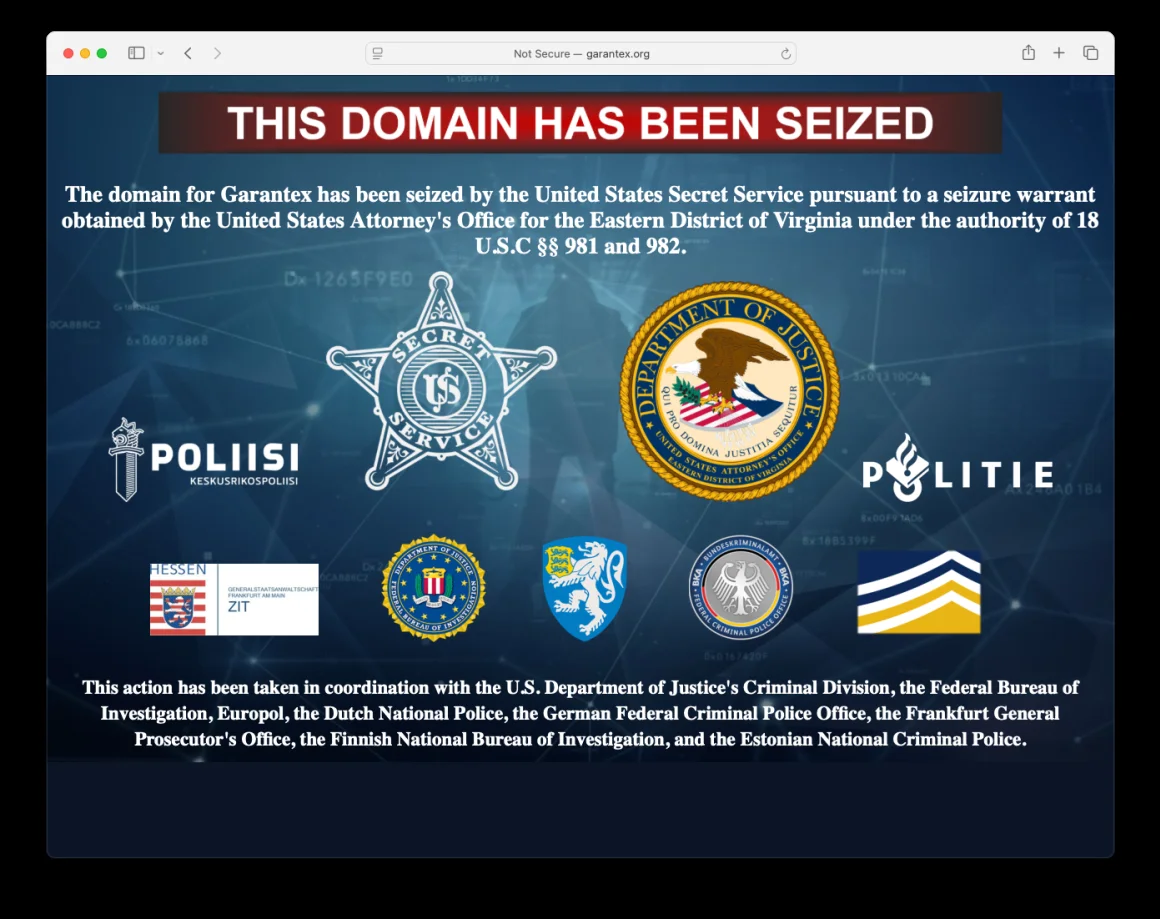 Not Secure — garantex.org
THIS DOMAIN HAS BEEN SEIZED
The domain for Garantex has been seized by the United States Secret Service pursuant to a seizure warrant
obtained by the United States Attorney's Office for the Eastern District of Virginia under the authority of 18
U.S.C §§ 981 and 982.
Dx 1265F9E0
6x06078868
SECRET
US
SERVICE
DEPARTMENT OF JUSTICE
QUI PRO DOMINA JUSTITIA SEQUITUR
UNITED STATES ATTORNEY'S OFFICE
EASTERN DISTRICT OF VIRGINIA
POLIISI
KESKUSRIKOSPOLIISI
POLITIE
8x00F91AD6
8x18B5399F
HESSEN
GENERALSTAATSANWALTSCHAFT
FRANKFURT AM MAIN
ZIT
DEPARTMENT OF JUSTICE
FEDERAL BUREAU OF INVESTIGATION
BUNDESKRIMINALAMT
BKA
BKA
FEDERAL CRIMINAL POLICE OFFICE
This action has been taken in coordination with the U.S. Department of Justice's Criminal Division, the Federal Bureau of
Investigation, Europol, the Dutch National Police, the German Federal Criminal Police Office, the Frankfurt General
Prosecutor's Office, the Finnish National Bureau of Investigation, and the Estonian National Criminal Police.